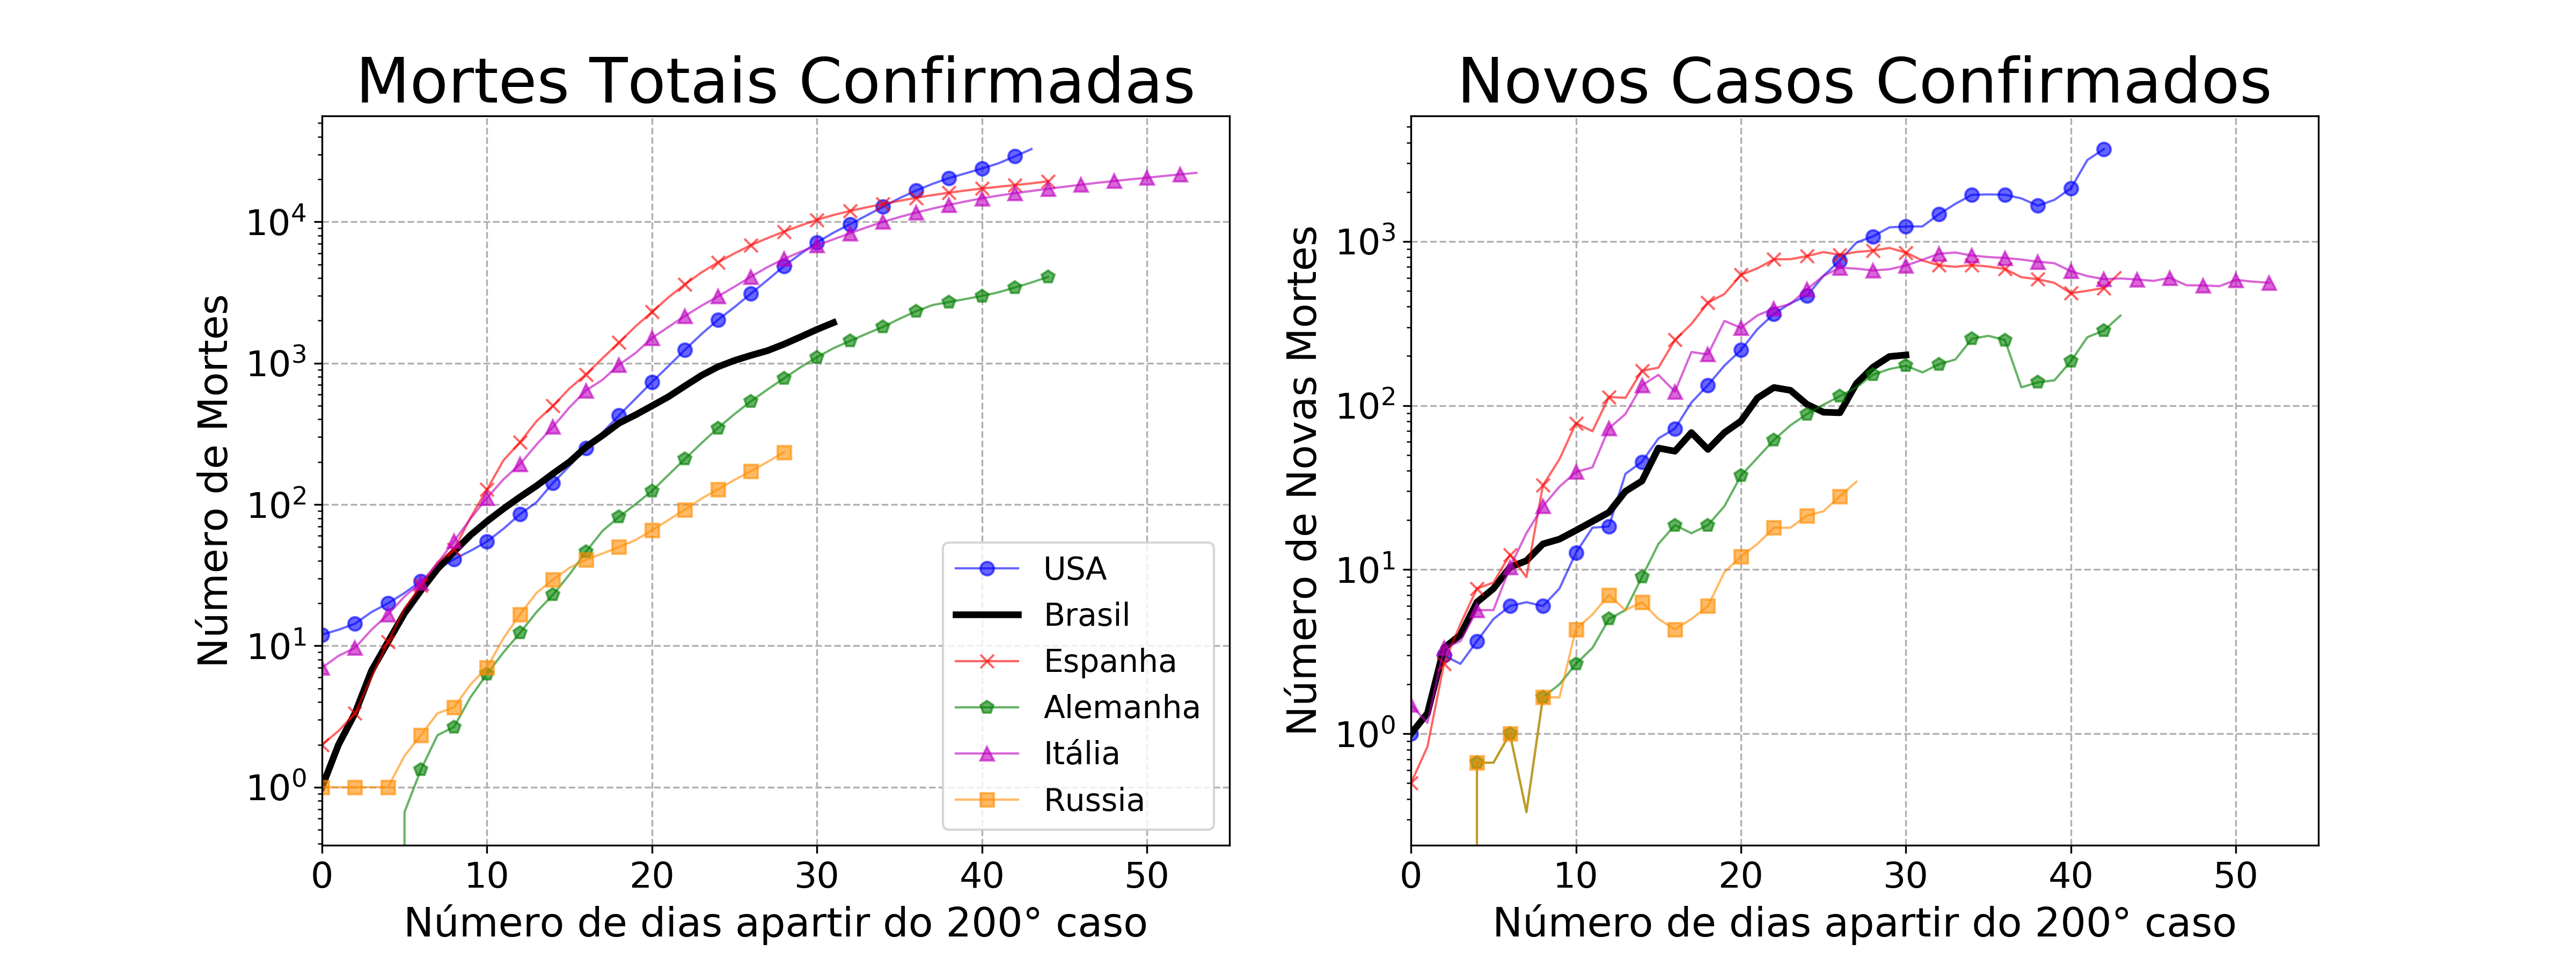 Mortes Totais Confirmadas
Número de Mortes
10⁴
10³
10²
10¹
10⁰
0 10 20 30 40 50
Número de dias apartir do 200° caso
USA
Brasil
Espanha
Alemanha
Itália
Russia
Novos Casos Confirmados
Número de Novas Mortes
10³
10²
10¹
10⁰
0 10 20 30 40 50
Número de dias apartir do 200° caso